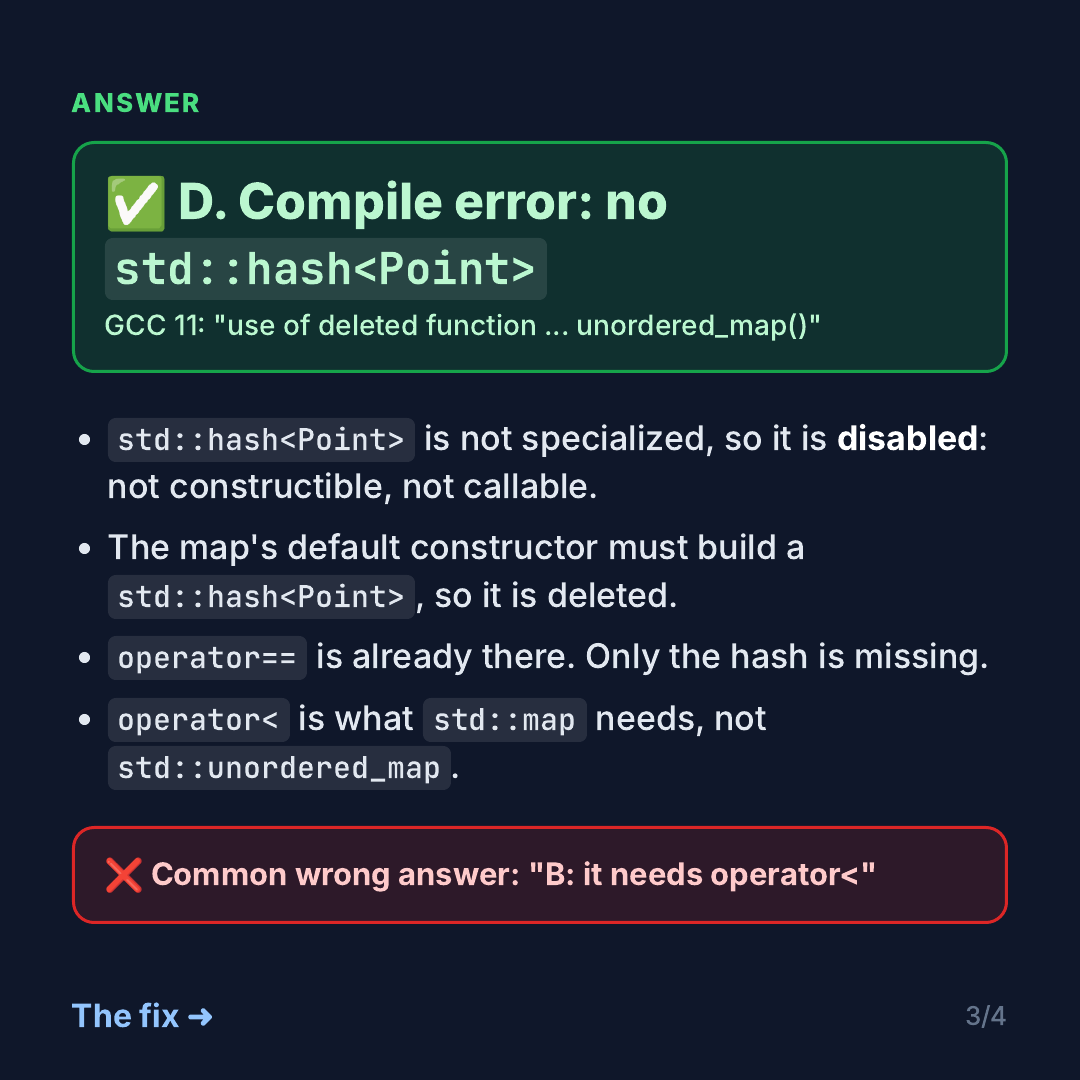 ANSWER
✅ D. Compile error: no
std::hash<Point>
GCC 11: "use of deleted function ... unordered_map()"
• std::hash<Point> is not specialized, so it is disabled:
not constructible, not callable.
• The map's default constructor must build a
std::hash<Point>, so it is deleted.
• operator== is already there. Only the hash is missing.
• operator< is what std::map needs, not
std::unordered_map.
❌ Common wrong answer: "B: it needs operator<"
The fix ➜
3/4